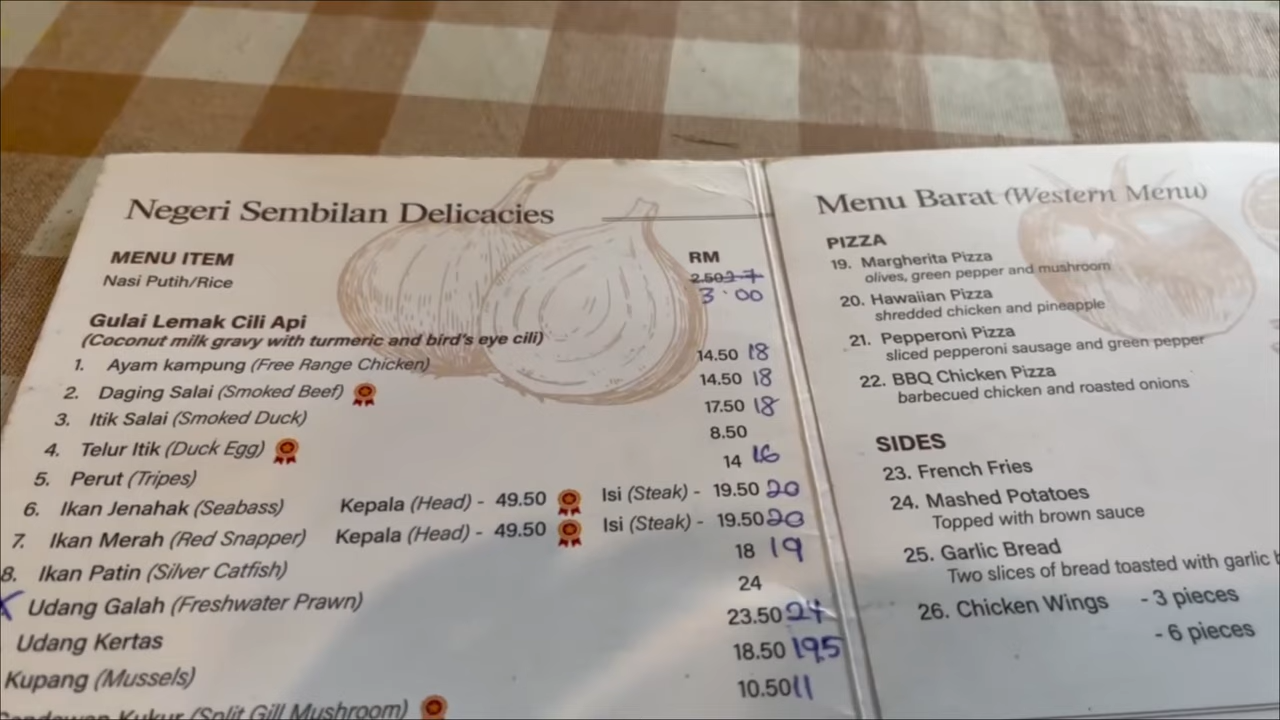 Negeri Sembilan Delicacies
MENU ITEM RM
Nasi Putih/Rice 2.50
3.00
Gulai Lemak Cili Api
(Coconut milk gravy with turmeric and bird's eye cili)
1. Ayam kampung (Free Range Chicken) 14.50 18
2. Daging Salai (Smoked Beef) 14.50 18
3. Itik Salai (Smoked Duck) 17.50 18
4. Telur Itik (Duck Egg) 8.50
5. Perut (Tripes) 14 16
6. Ikan Jenahak (Seabass) Kepala (Head) - 49.50 Isi (Steak) - 19.50 20
7. Ikan Merah (Red Snapper) Kepala (Head) - 49.50 Isi (Steak) - 19.50 20
8. Ikan Patin (Silver Catfish) 18 19
Udang Galah (Freshwater Prawn) 24
Udang Kertas 23.50 24
Kupang (Mussels) 18.50 19.5
Kukur (Split Gill Mushroom) 10.50 11
Menu Barat (Western Menu)
PIZZA
19. Margherita Pizza
olives, green pepper and mushroom
20. Hawaiian Pizza
shredded chicken and pineapple
21. Pepperoni Pizza
sliced pepperoni sausage and green pepper
22. BBQ Chicken Pizza
barbecued chicken and roasted onions
SIDES
23. French Fries
24. Mashed Potatoes
Topped with brown sauce
25. Garlic Bread
Two slices of bread toasted with garlic
26. Chicken Wings - 3 pieces
- 6 pieces